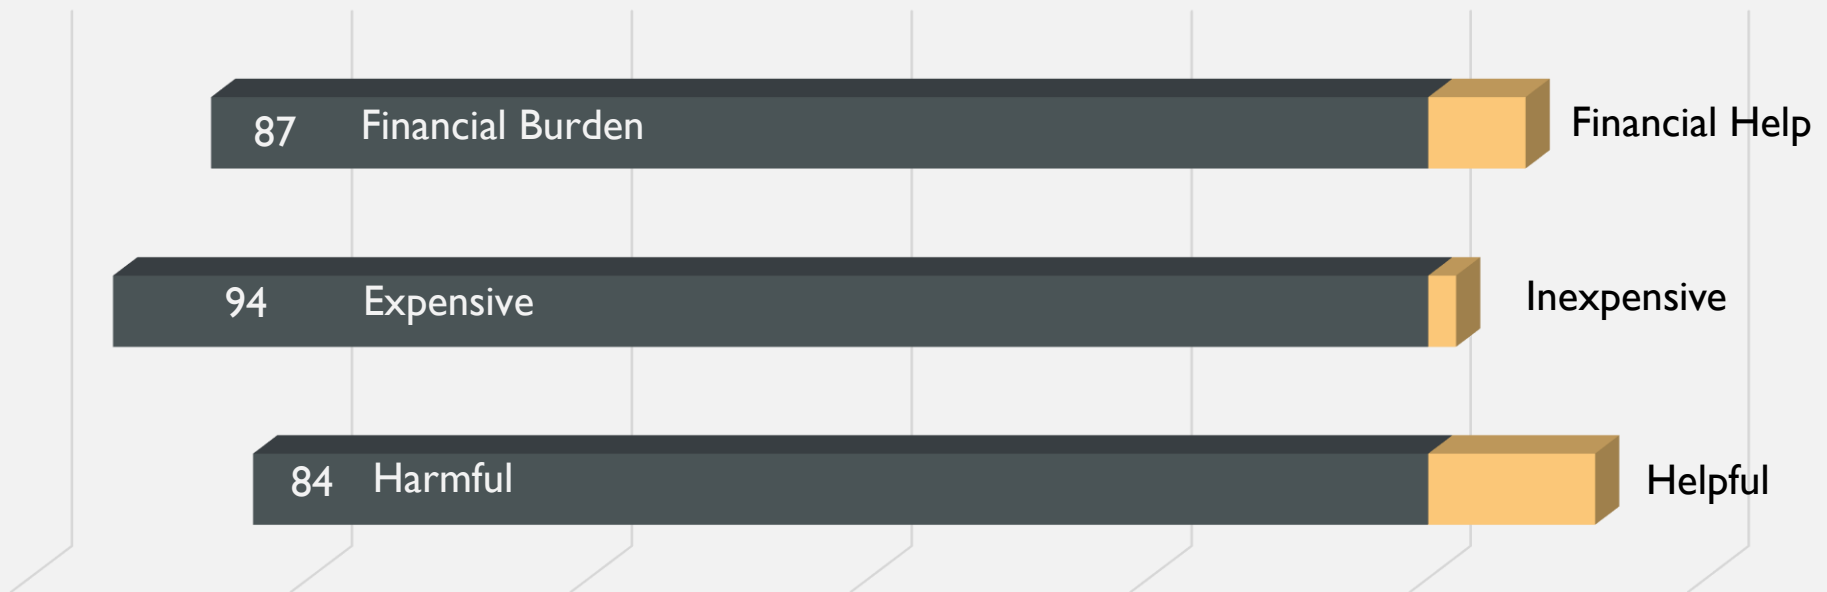 87 Financial Burden Financial Help
94 Expensive Inexpensive
84 Harmful Helpful